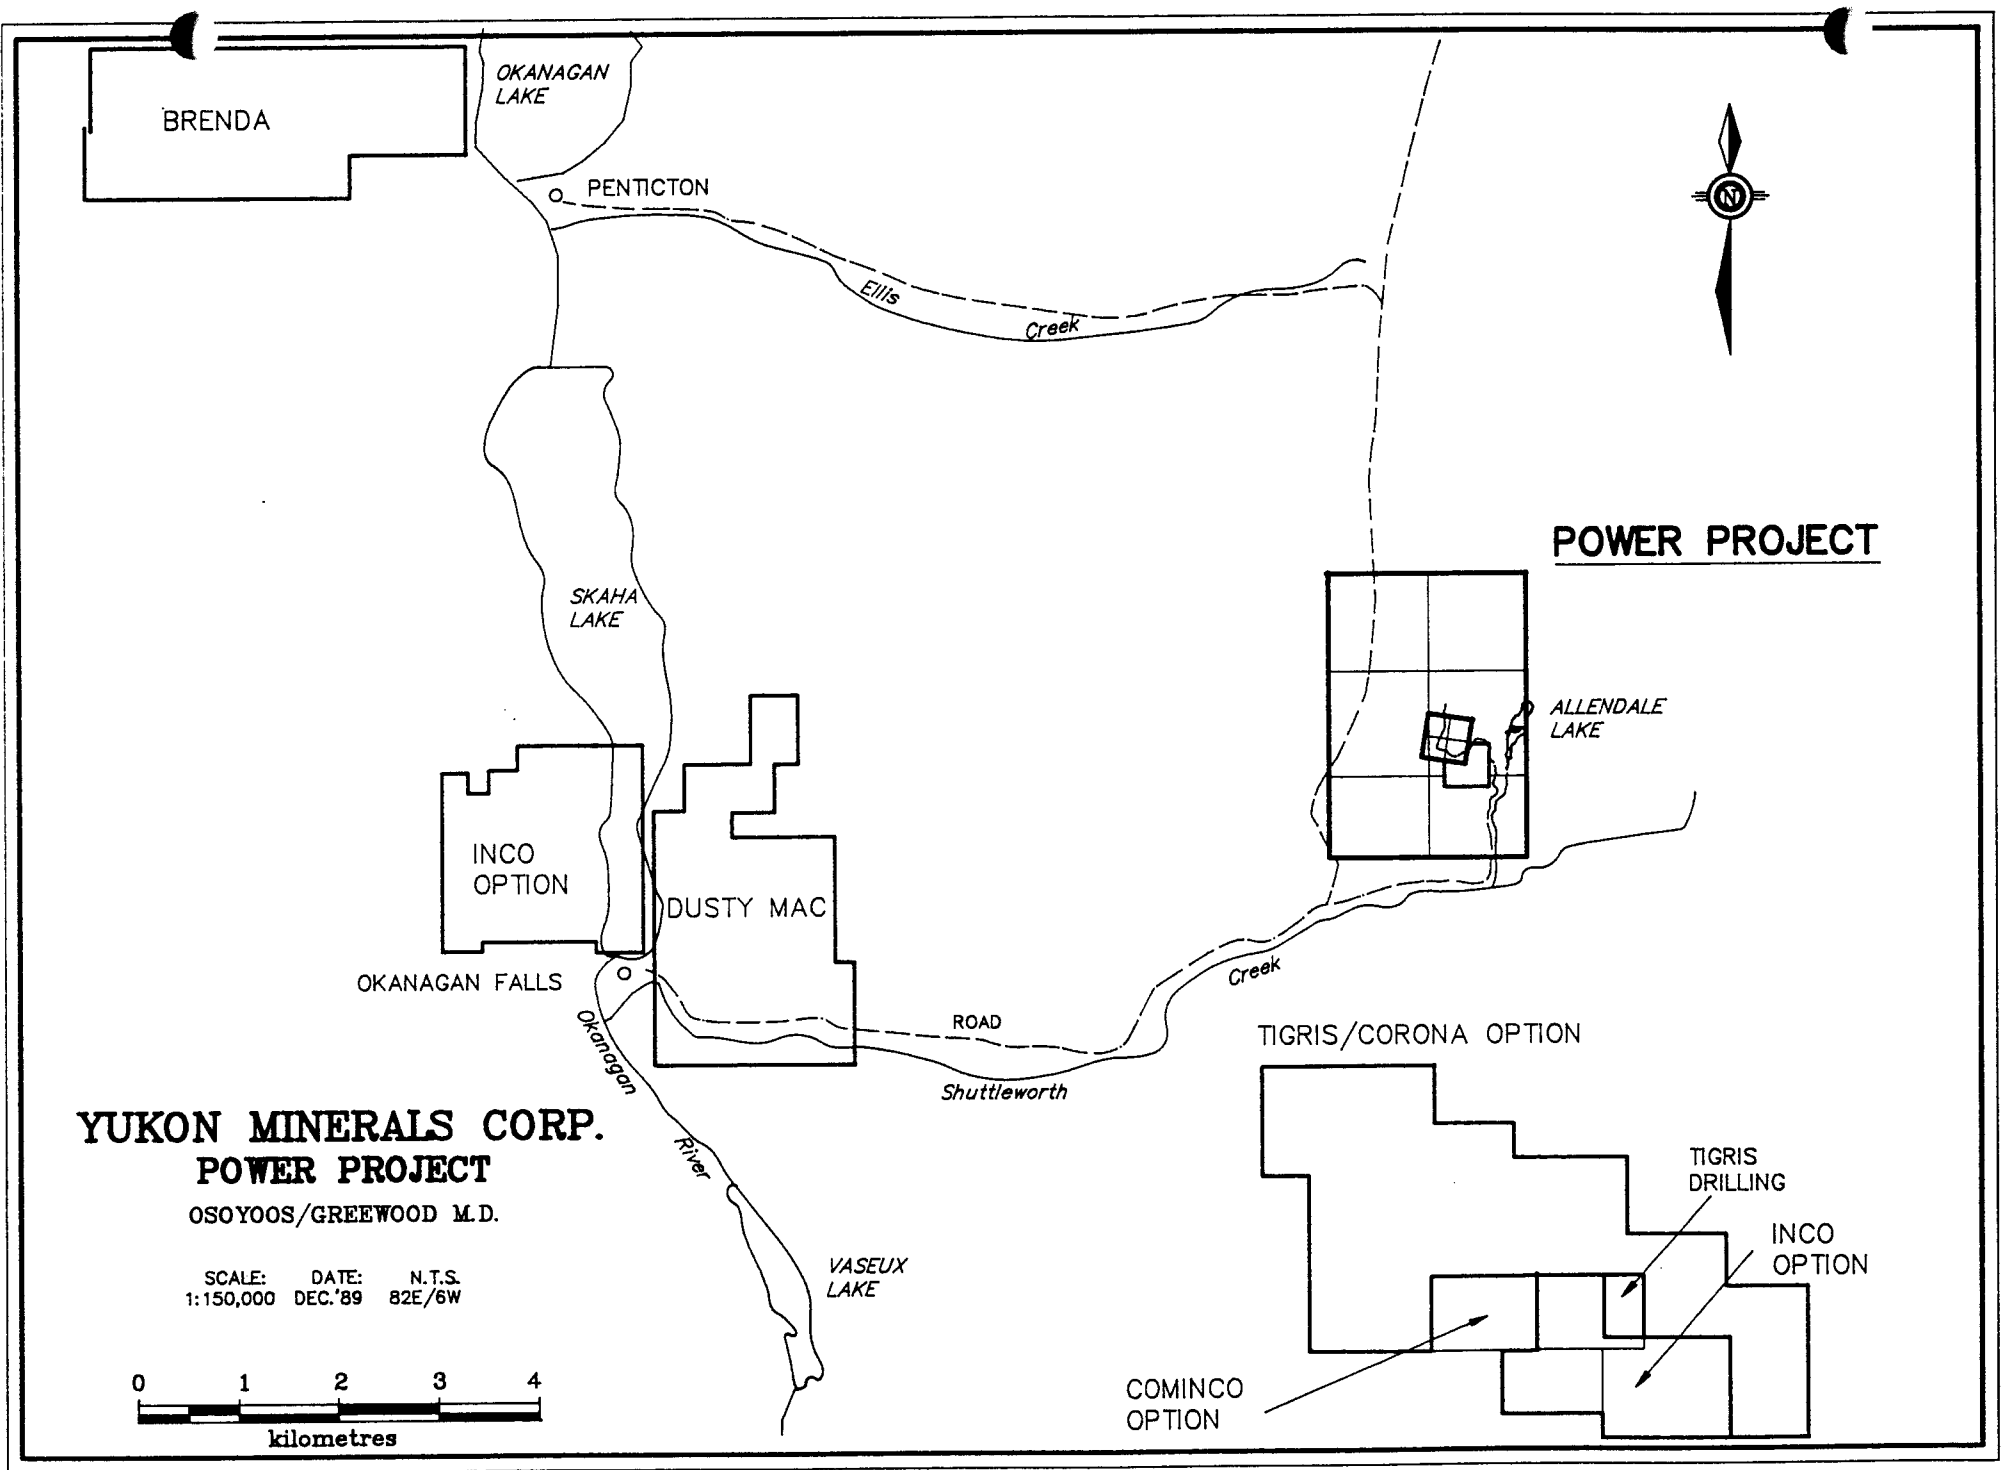 OKANAGAN
LAKE
BRENDA
PENTICTON
N
Ellis
Creek
POWER PROJECT
SKAHA
LAKE
ALLENDALE
LAKE
INCO
OPTION
DUSTY MAC
OKANAGAN FALLS
Creek
ROAD
Okanagan
TIGRIS/CORONA OPTION
Shuttleworth
YUKON MINERALS CORP.
POWER PROJECT
OSOYOOS/GREEWOOD M.D.
River
TIGRIS
DRILLING
INCO
OPTION
VASEUX
LAKE
SCALE: DATE: N.T.S.
1:150,000 DEC.'89 82E/6W
0 1 2 3 4
kilometres
COMINCO
OPTION